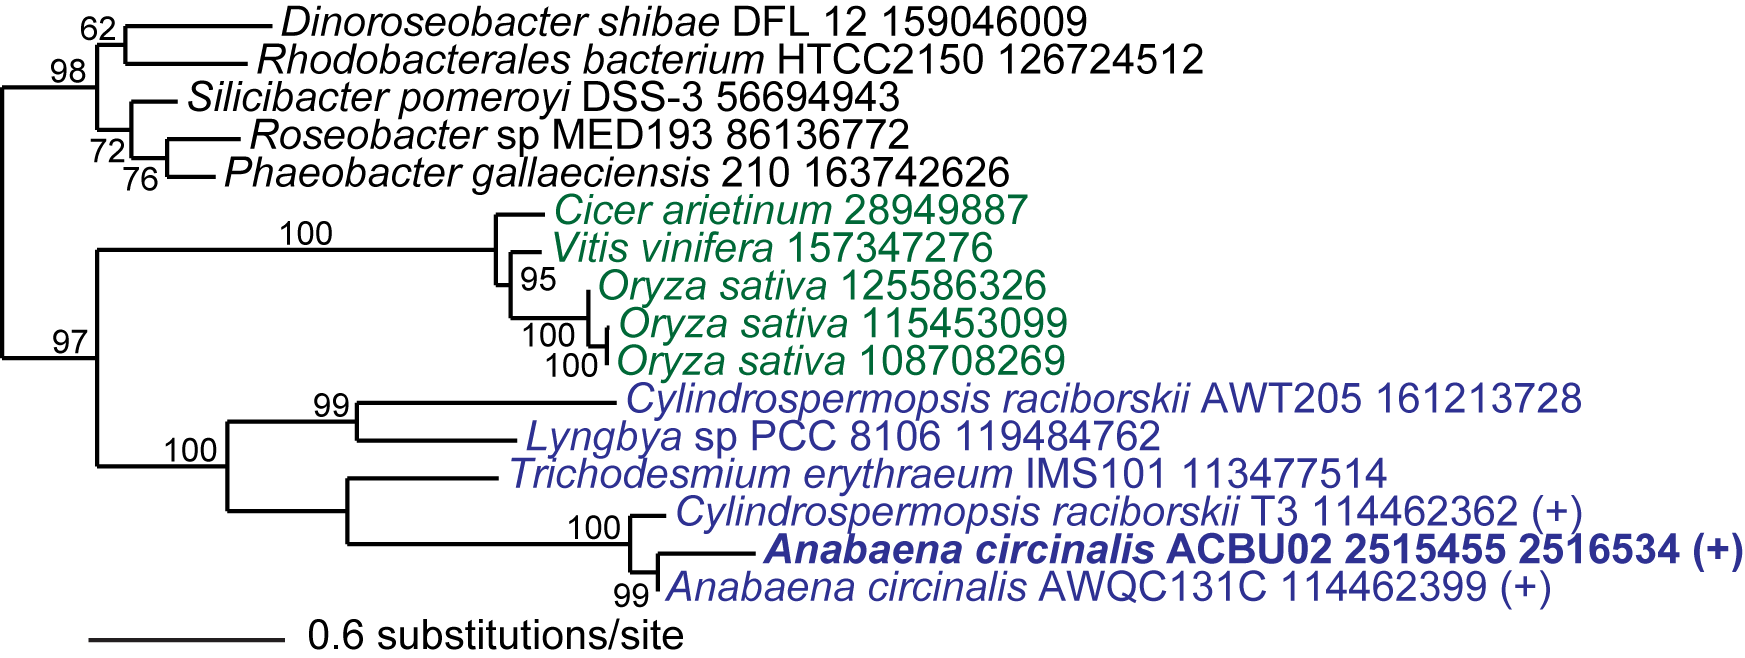 62
Dinoroseobacter shibae DFL 12 159046009
Rhodobacterales bacterium HTCC2150 126724512
98
Silicibacter pomeroyi DSS-3 56694943
Roseobacter sp MED193 86136772
72
Phaeobacter gallaeciensis 210 163742626
76
Cicer arietinum 28949887
100
Vitis vinifera 157347276
95
Oryza sativa 125586326
Oryza sativa 115453099
100
97
Oryza sativa 108708269
100
Cylindrospermopsis raciborskii AWT205 161213728
99
Lyngbya sp PCC 8106 119484762
100
Trichodesmium erythraeum IMS101 113477514
Cylindrospermopsis raciborskii T3 114462362 (+)
100
Anabaena circinalis ACBU02 2515455 2516534 (+)
Anabaena circinalis AWQC131C 114462399 (+)
99
0.6 substitutions/site